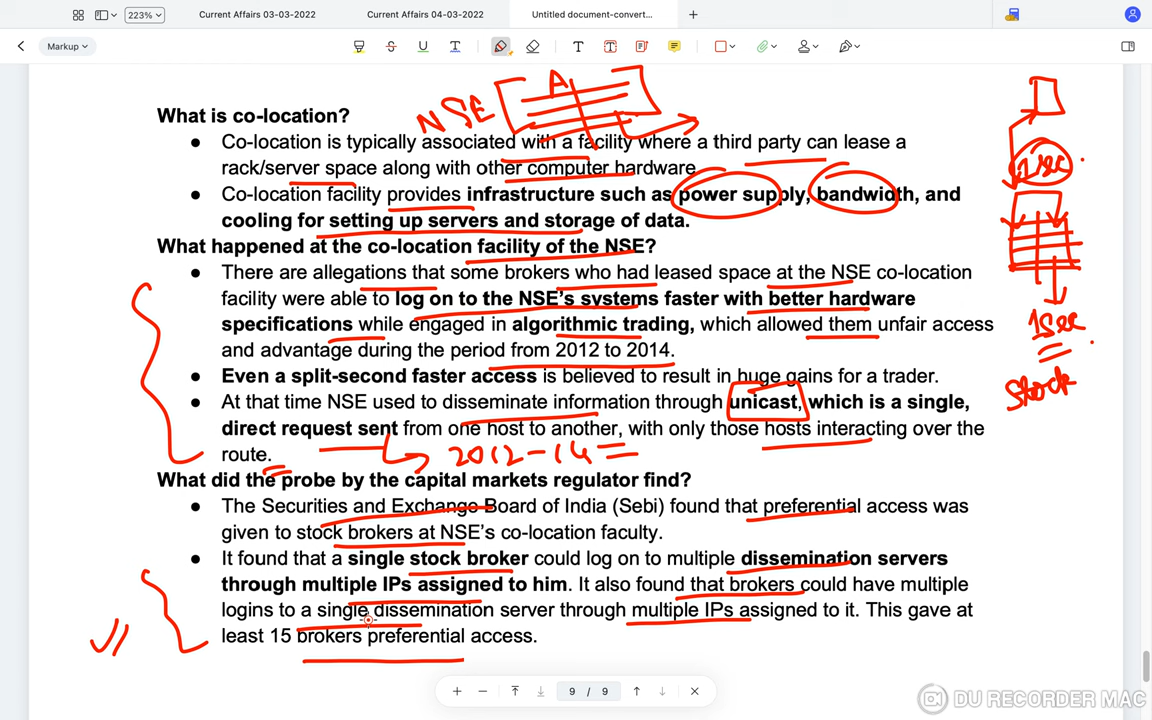 223%
Current Affairs 03-03-2022
Current Affairs 04-03-2022
Untitled document-convert...
Markup
NSE
A
What is co-location?
Co-location is typically associated with a facility where a third party can lease a
rack/server space along with other computer hardware.
Co-location facility provides infrastructure such as power supply, bandwidth, and
cooling for setting up servers and storage of data.
What happened at the co-location facility of the NSE?
There are allegations that some brokers who had leased space at the NSE co-location
facility were able to log on to the NSE's systems faster with better hardware
specifications while engaged in algorithmic trading, which allowed them unfair access
and advantage during the period from 2012 to 2014.
Even a split-second faster access is believed to result in huge gains for a trader.
At that time NSE used to disseminate information through unicast, which is a single,
direct request sent from one host to another, with only those hosts interacting over the
route.
2012-14
What did the probe by the capital markets regulator find?
The Securities and Exchange Board of India (Sebi) found that preferential access was
given to stock brokers at NSE's co-location faculty.
It found that a single stock broker could log on to multiple dissemination servers
through multiple IPs assigned to him. It also found that brokers could have multiple
logins to a single dissemination server through multiple IPs assigned to it. This gave at
least 15 brokers preferential access.
1sec
1sec
stock
9 / 9
DU RECORDER MAC